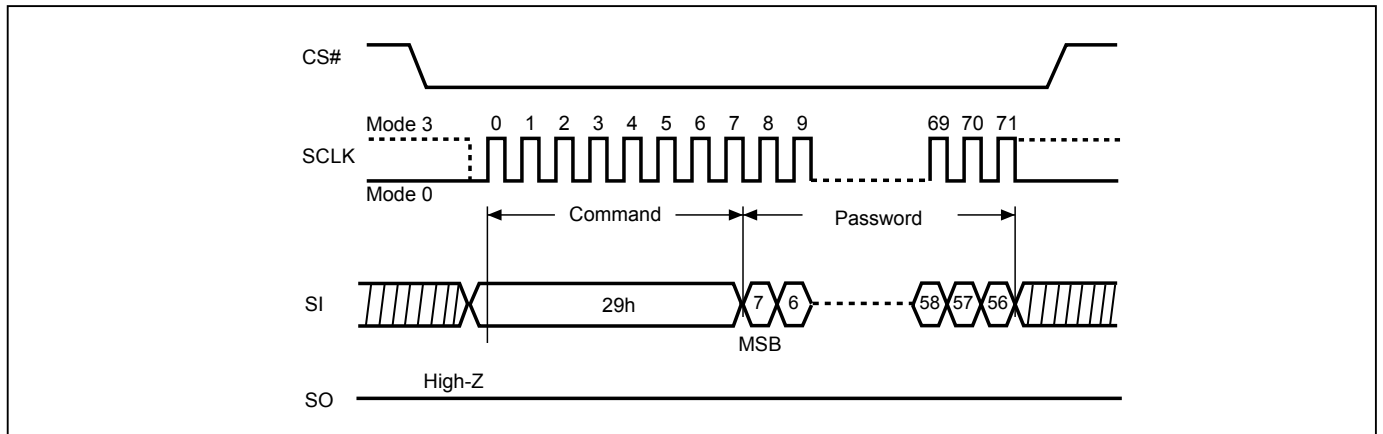 CS#
Mode 3
0 1 2 3 4 5 6 7 8 9 69 70 71
SCLK
Mode 0
Command Password
SI 29h 7 6 58 57 56
MSB
High-Z
SO